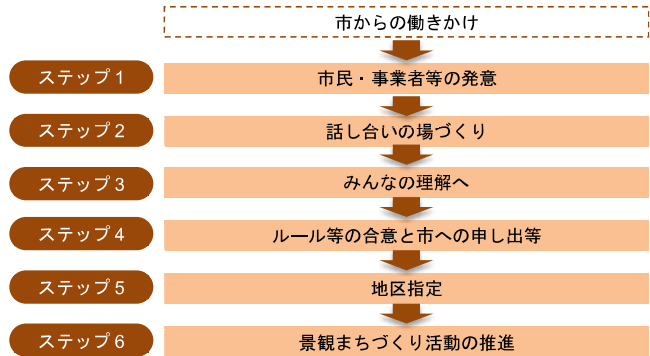 市からの働きかけ
ステップ1
市民・事業者等の発意
ステップ2
話し合いの場づくり
ステップ3
みんなの理解へ
ステップ4
ルール等の合意と市への申し出等
ステップ5
地区指定
ステップ6
景観まちづくり活動の推進